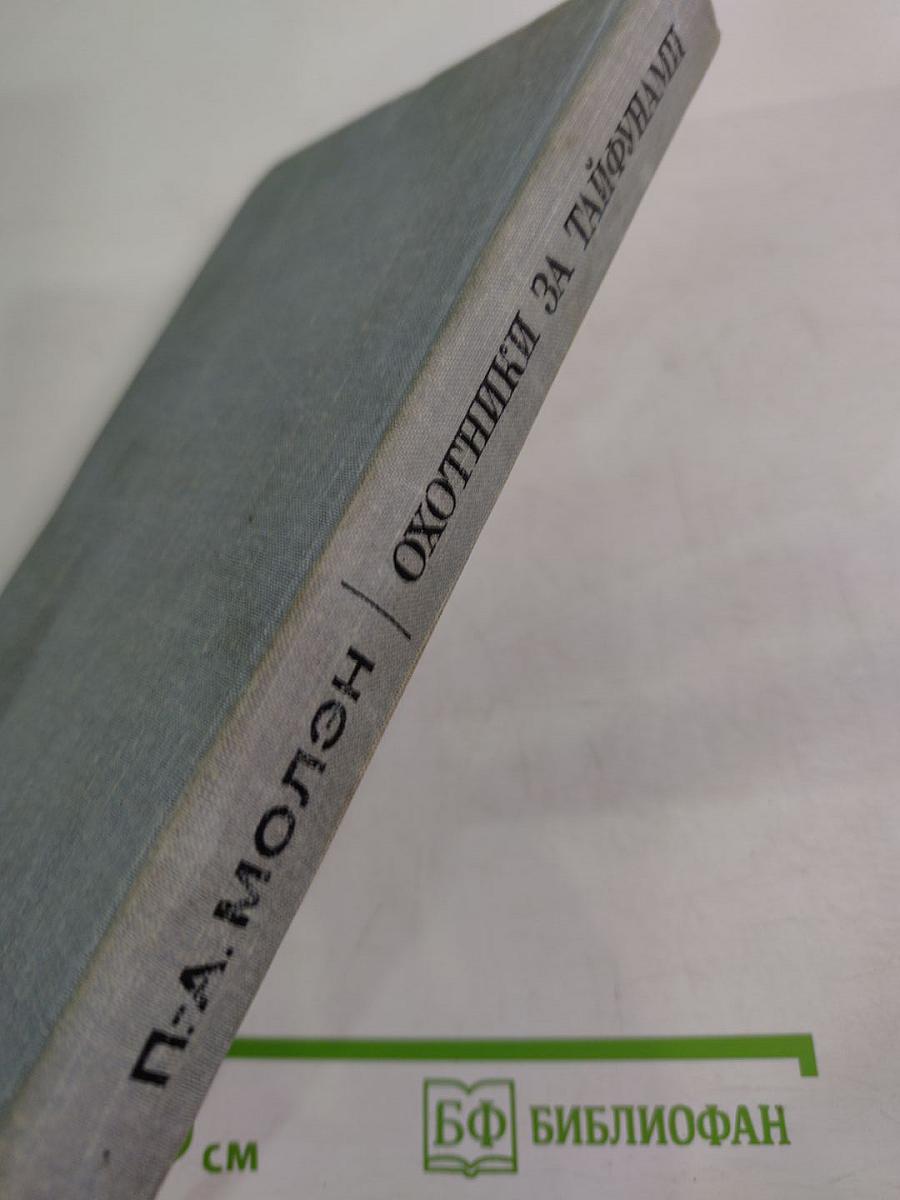 П.-А. МОЛЭН | ОХОТНИКИ ЗА ТАЙФУНАМИ
см
БФ БИБЛИОФАН